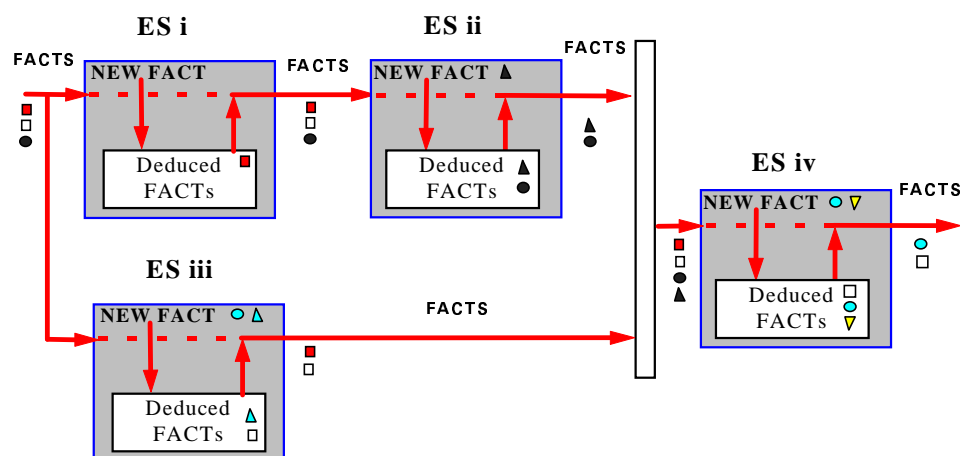 ES i
ES ii
FACTS
FACTS
FACTS
NEW FACT
NEW FACT
Deduced
FACTs
Deduced
FACTs
ES iv
FACTS
NEW FACT
Deduced
FACTs
ES iii
FACTS
NEW FACT
Deduced
FACTs